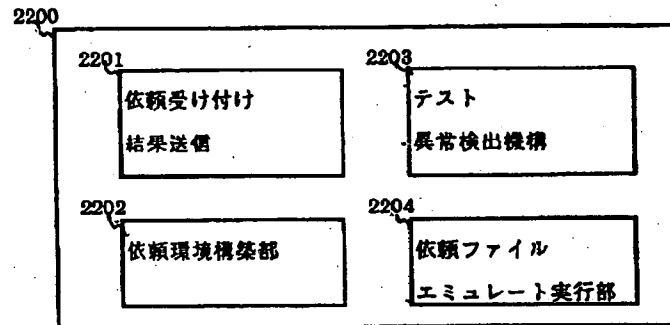 2200
2201
依頼受け付け
結果送信
2203
テスト
異常検出機構
2202
依頼環境構築部
2204
依頼ファイル
エミュレート実行部